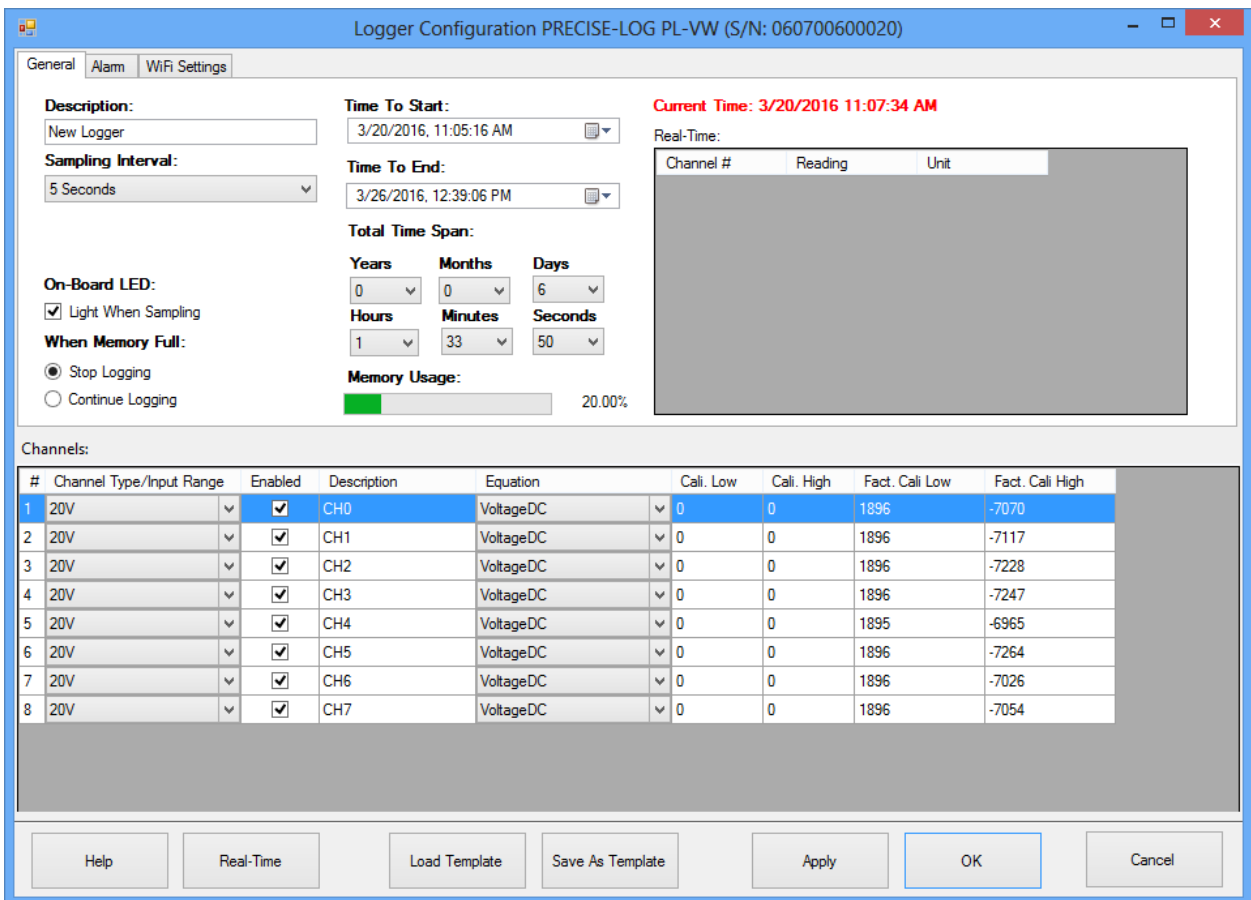 Logger Configuration PRECISE-LOG PL-VW (S/N: 060700600020)
General Alarm WiFi Settings
Description:
New Logger
Sampling Interval:
5 Seconds
On-Board LED:
Light When Sampling
When Memory Full:
Stop Logging
Continue Logging
Time To Start:
3/20/2016, 11:05:16 AM
Time To End:
3/26/2016, 12:39:06 PM
Total Time Span:
Years Months Days
0 0 6
Hours Minutes Seconds
1 33 50
Memory Usage:
20.00%
Current Time: 3/20/2016 11:07:34 AM
Real-Time:
Channel # Reading Unit
Channels:
# Channel Type/Input Range Enabled Description Equation Cali. Low Cali. High Fact. Cali Low Fact. Cali High
1 20V CH0 VoltageDC 0 0 1896 -7070
2 20V CH1 VoltageDC 0 0 1896 -7117
3 20V CH2 VoltageDC 0 0 1896 -7228
4 20V CH3 VoltageDC 0 0 1896 -7247
5 20V CH4 VoltageDC 0 0 1895 -6965
6 20V CH5 VoltageDC 0 0 1896 -7264
7 20V CH6 VoltageDC 0 0 1896 -7026
8 20V CH7 VoltageDC 0 0 1896 -7054
Help Real-Time Load Template Save As Template Apply OK Cancel